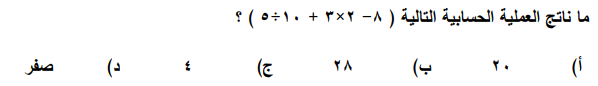 ما ناتج العملية الحسابية التالية ( ٨- ٢×٣ + ١٠÷٥ ) ؟
أ) ٢٠ ب) ٢٨ ج) ٤ د) صفر